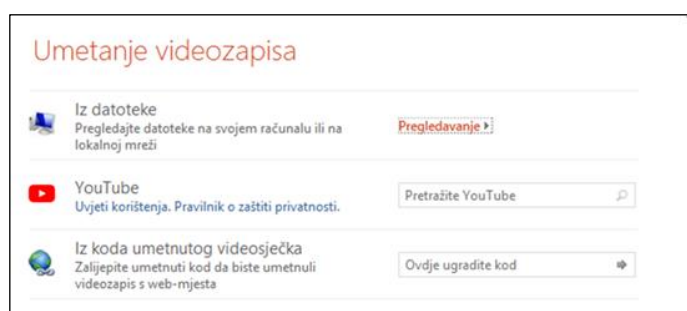 Umetanje videozapisa
Iz datoteke
Pregledajte datoteke na svojem računalu ili na
lokalnoj mreži
Pregledavanje
YouTube
Uvjeti korištenja. Pravilnik o zaštiti privatnosti.
Pretražite YouTube
Iz koda umetnutog videosječka
Zalijepite umetnuti kod da biste umetnuli
videozapis s web-mjesta
Ovdje ugradite kod